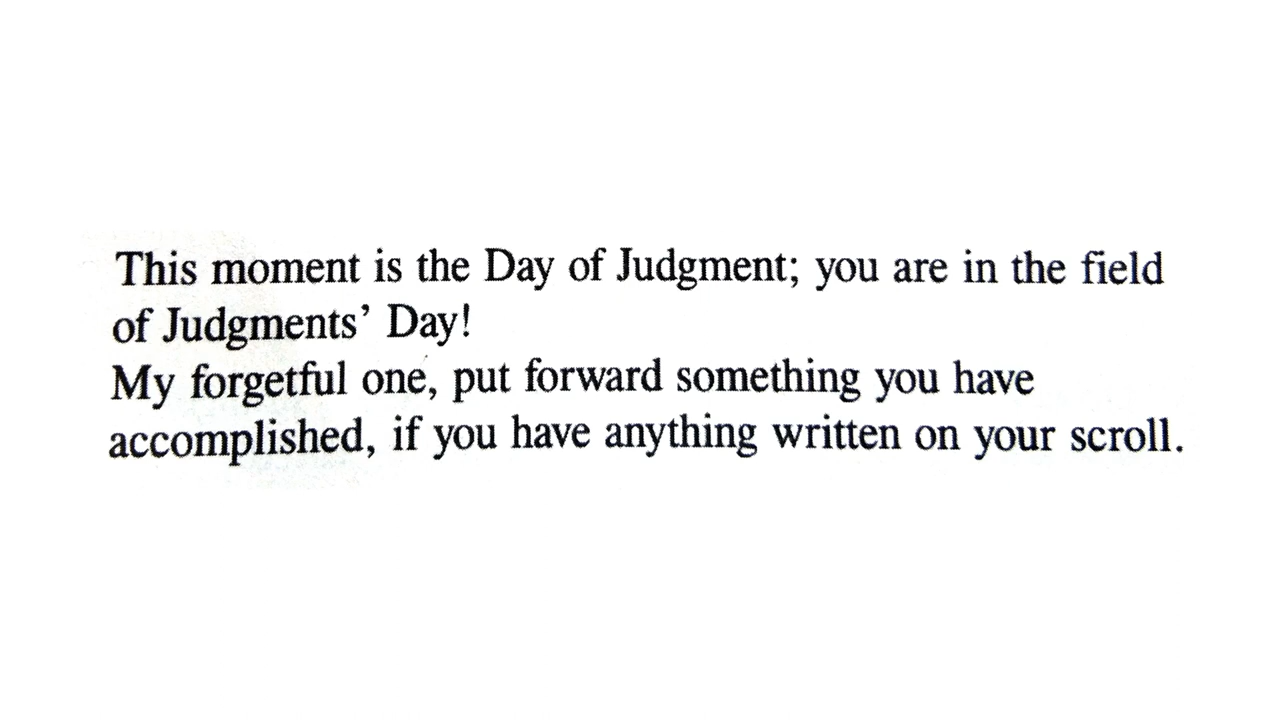 This moment is the Day of Judgment; you are in the field
of Judgments’ Day!
My forgetful one, put forward something you have
accomplished, if you have anything written on your scroll.